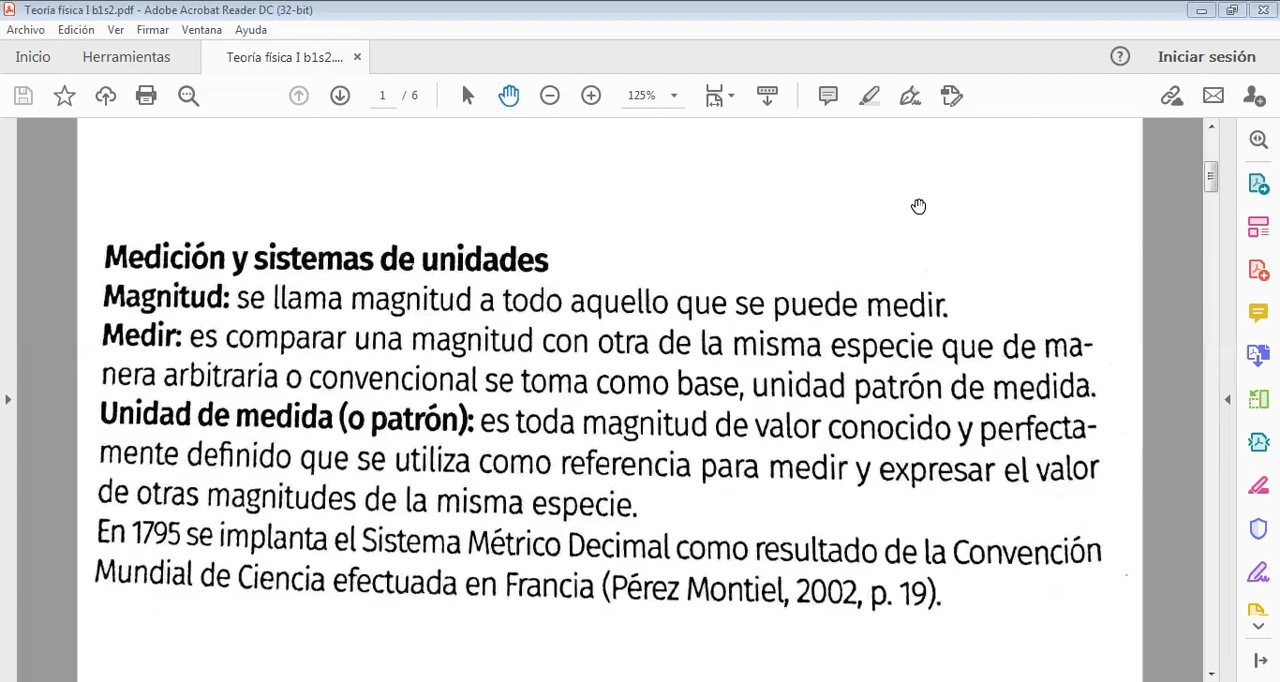 Teoría física I b1s2.pdf - Adobe Acrobat Reader DC (32-bit)
Archivo Edición Ver Firmar Ventana Ayuda
Inicio Herramientas Teoría física I b1s2.... × Iniciar sesión
1 / 6 125%
Medición y sistemas de unidades
Magnitud: se llama magnitud a todo aquello que se puede medir.
Medir: es comparar una magnitud con otra de la misma especie que de ma-
nera arbitraria o convencional se toma como base, unidad patrón de medida.
Unidad de medida (o patrón): es toda magnitud de valor conocido y perfecta-
mente definido que se utiliza como referencia para medir y expresar el valor
de otras magnitudes de la misma especie.
En 1795 se implanta el Sistema Métrico Decimal como resultado de la Convención
Mundial de Ciencia efectuada en Francia (Pérez Montiel, 2002, p. 19).